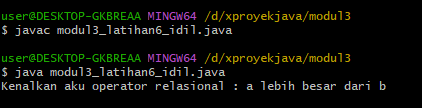 user@DESKTOP-GKBREAA MINGW64 /d/xproyekjava/modul3
$ javac modul3_latihan6_idil.java
user@DESKTOP-GKBREAA MINGW64 /d/xproyekjava/modul3
$ java modul3_latihan6_idil.java
Kenalkan aku operator relasional : a lebih besar dari b